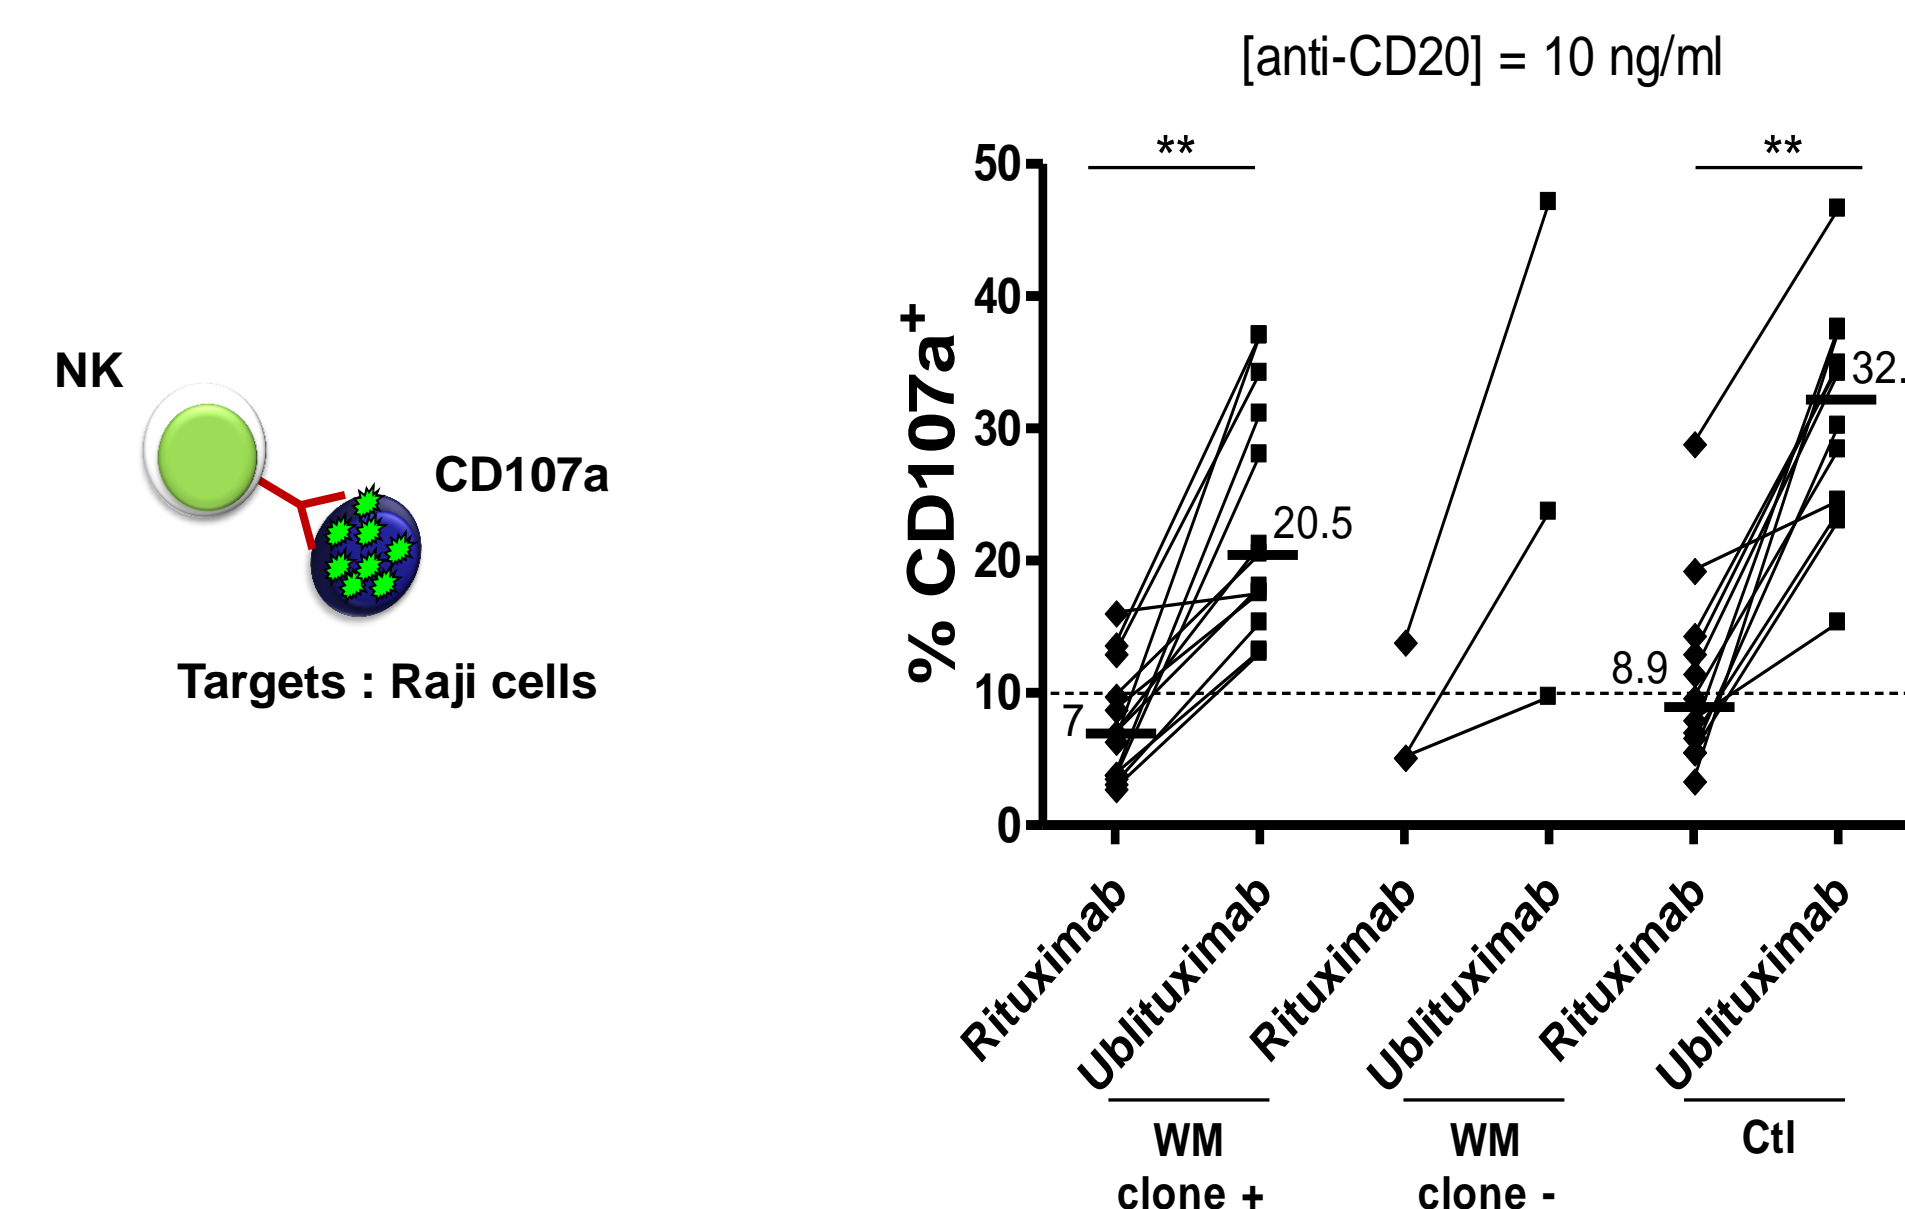 [anti-CD20] = 10 ng/ml
**
**
50
40
30
20
10
0
% CD107a+
7
20.5
8.9
32.
NK
CD107a
Targets : Raji cells
Rituximab
Ublituximab
Rituximab
Ublituximab
Rituximab
Ublituximab
WM
clone +
WM
clone -
Ctl